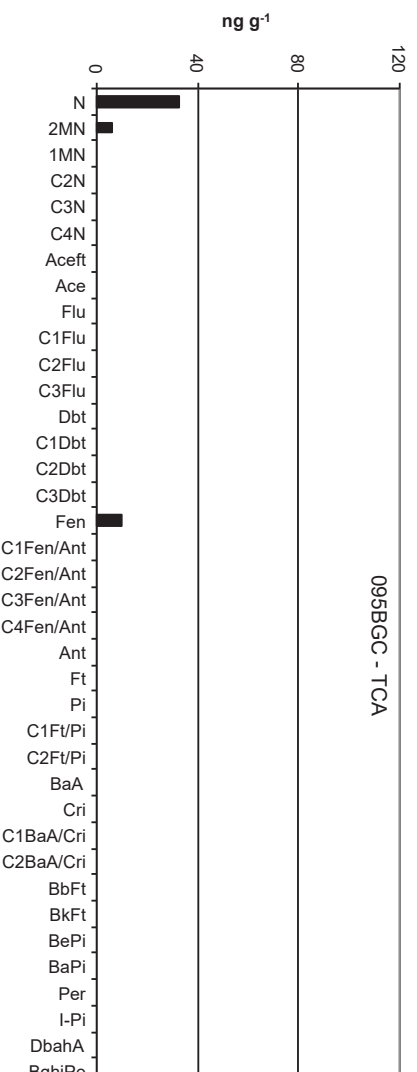 ng g-1
0
40
80
120
N
2MN
1MN
C2N
C3N
C4N
Aceft
Ace
Flu
C1Flu
C2Flu
C3Flu
Dbt
C1Dbt
C2Dbt
C3Dbt
Fen
C1Fen/Ant
C2Fen/Ant
C3Fen/Ant
C4Fen/Ant
Ant
Ft
Pi
C1Ft/Pi
C2Ft/Pi
BaA
Cri
C1BaA/Cri
C2BaA/Cri
BbFt
BkFt
BePi
BaPi
Per
I-Pi
DbahA
BghiPe
095BGC - TCA